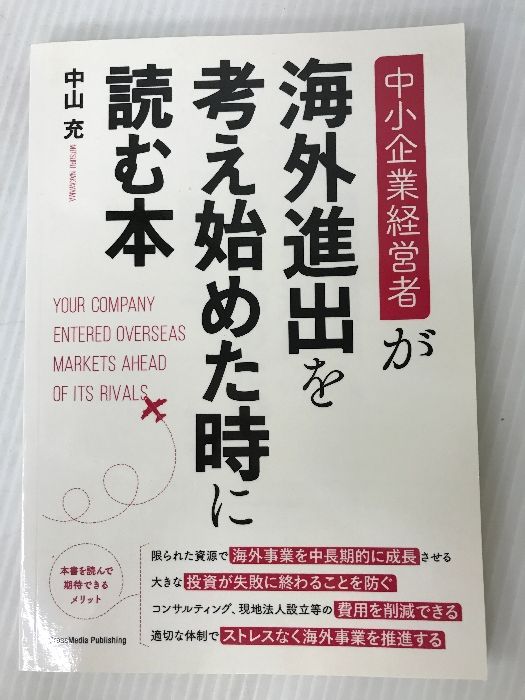 中小企業経営者が
海外進出を
考え始めた時に
読む本
中山 充
MITSURU NAKAYAMA
YOUR COMPANY
ENTERED OVERSEAS
MARKETS AHEAD
OF ITS RIVALS
本書を読んで
期待できる
メリット
限られた資源で海外事業を中長期的に成長させる
大きな投資が失敗に終わることを防ぐ
コンサルティング、現地法人設立等の費用を削減できる
適切な体制でストレスなく海外事業を推進する
CrossMedia Publishing